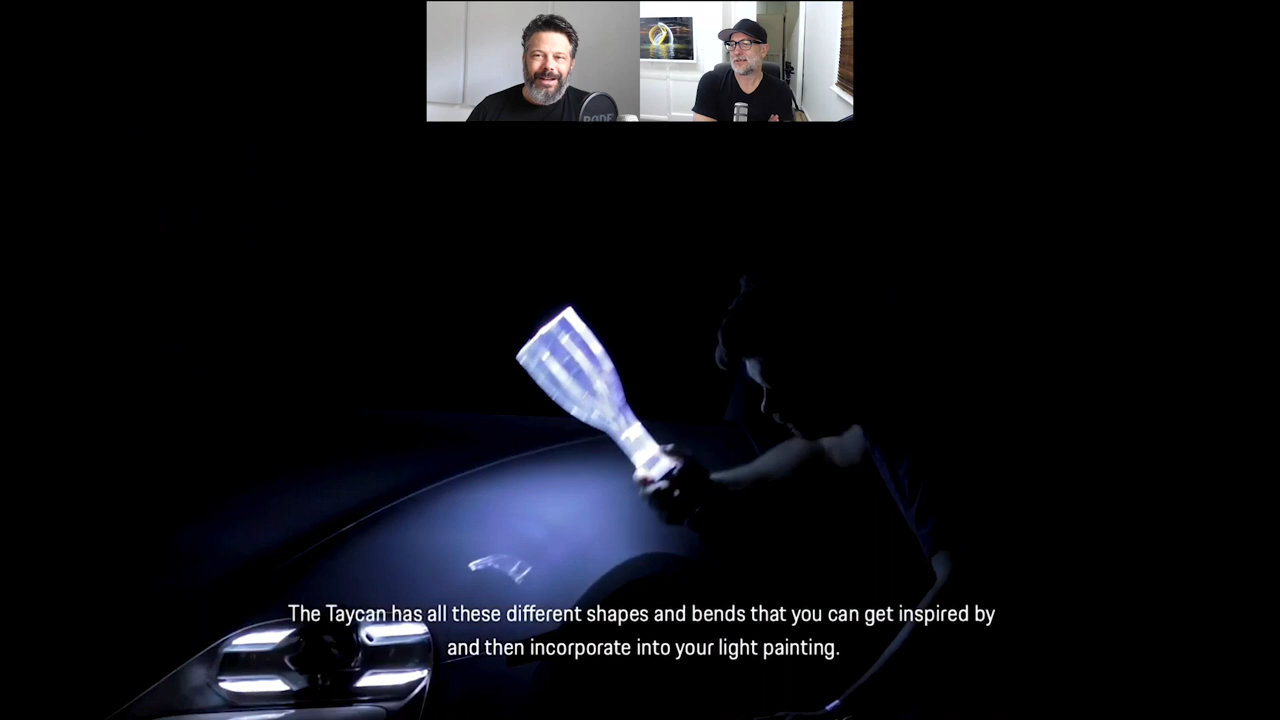 RODE
The Taycan has all these different shapes and bends that you can get inspired by
and then incorporate into your light painting.